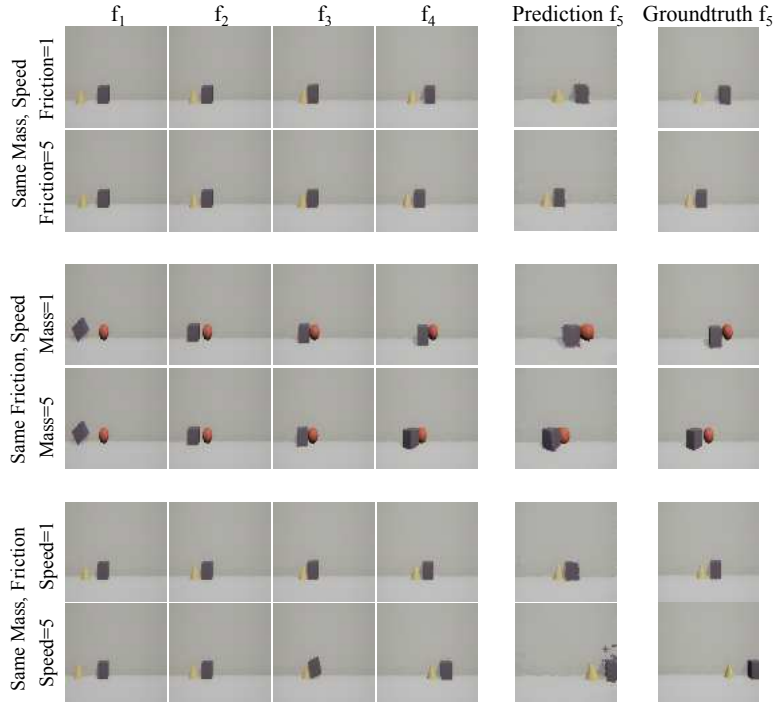 f₁ f₂ f₃ f₄ Prediction f₅ Groundtruth f₅
Same Mass, Speed
Friction=1
Friction=5
Same Friction, Speed
Mass=1
Mass=5
Same Mass, Friction
Speed=1
Speed=5